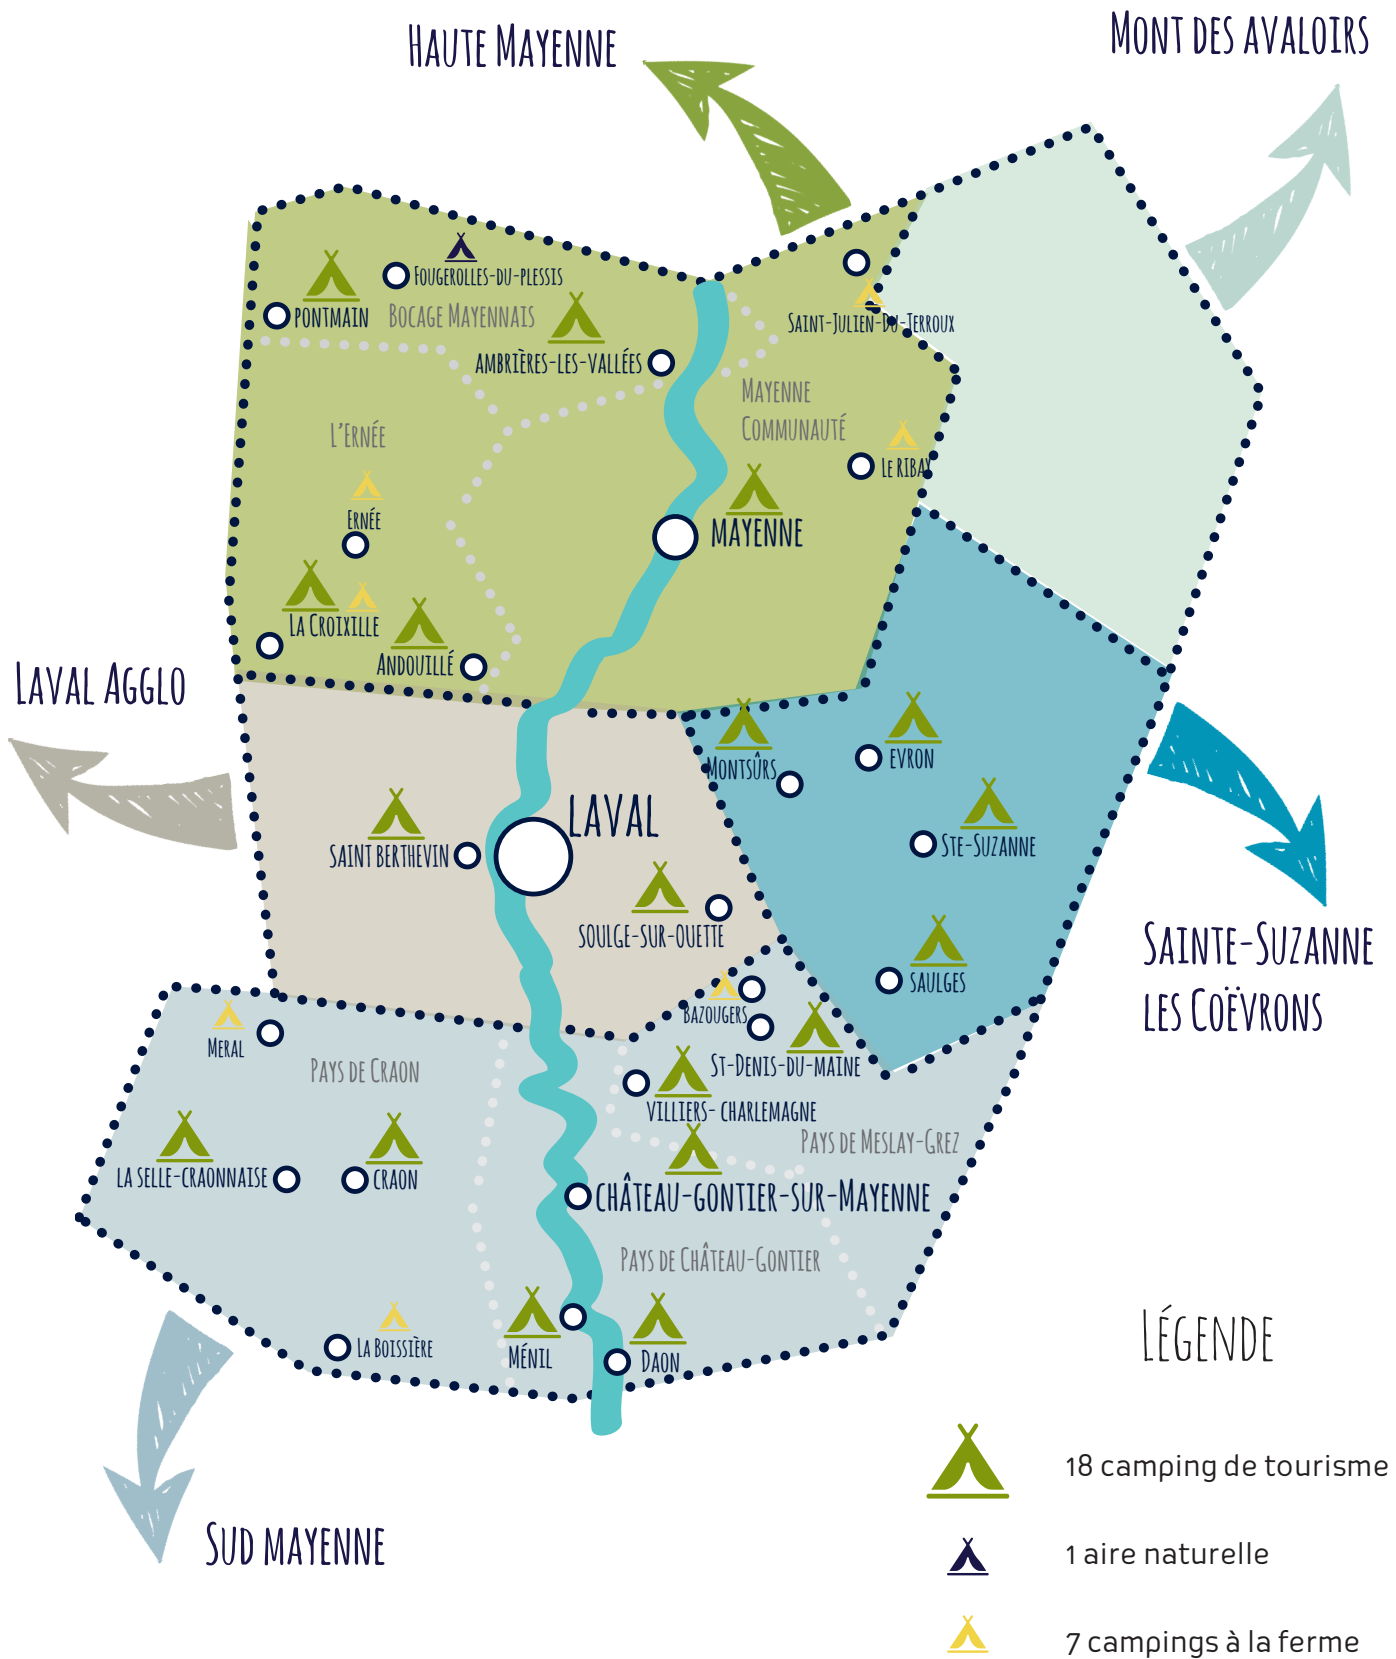 Haute Mayenne
Mont des avaloirs
Fougerolles-du-plessis
Pontmain
Bocage Mayennais
Saint-Julien-Du-Terroux
Ambrières-les-vallées
Mayenne
Communauté
L'Ernée
Le Ribay
Ernée
Mayenne
La Croixille
Andouillé
Laval Agglo
Montsûrs
Evron
Laval
Ste-Suzanne
Saint Berthevin
Soulge-sur-Ouette
Saulges
Sainte-Suzanne
les Coëvrons
Bazougers
Meral
Pays de Craon
St-Denis-du-maine
Villiers- Charlemagne
Pays de Meslay-Grez
La Selle-Craonnaise
Craon
Château-gontier-sur-Mayenne
Pays de Château-Gontier
La Boissière
Ménil
Daon
Légende
18 camping de tourisme
Sud mayenne
1 aire naturelle
7 campings à la ferme